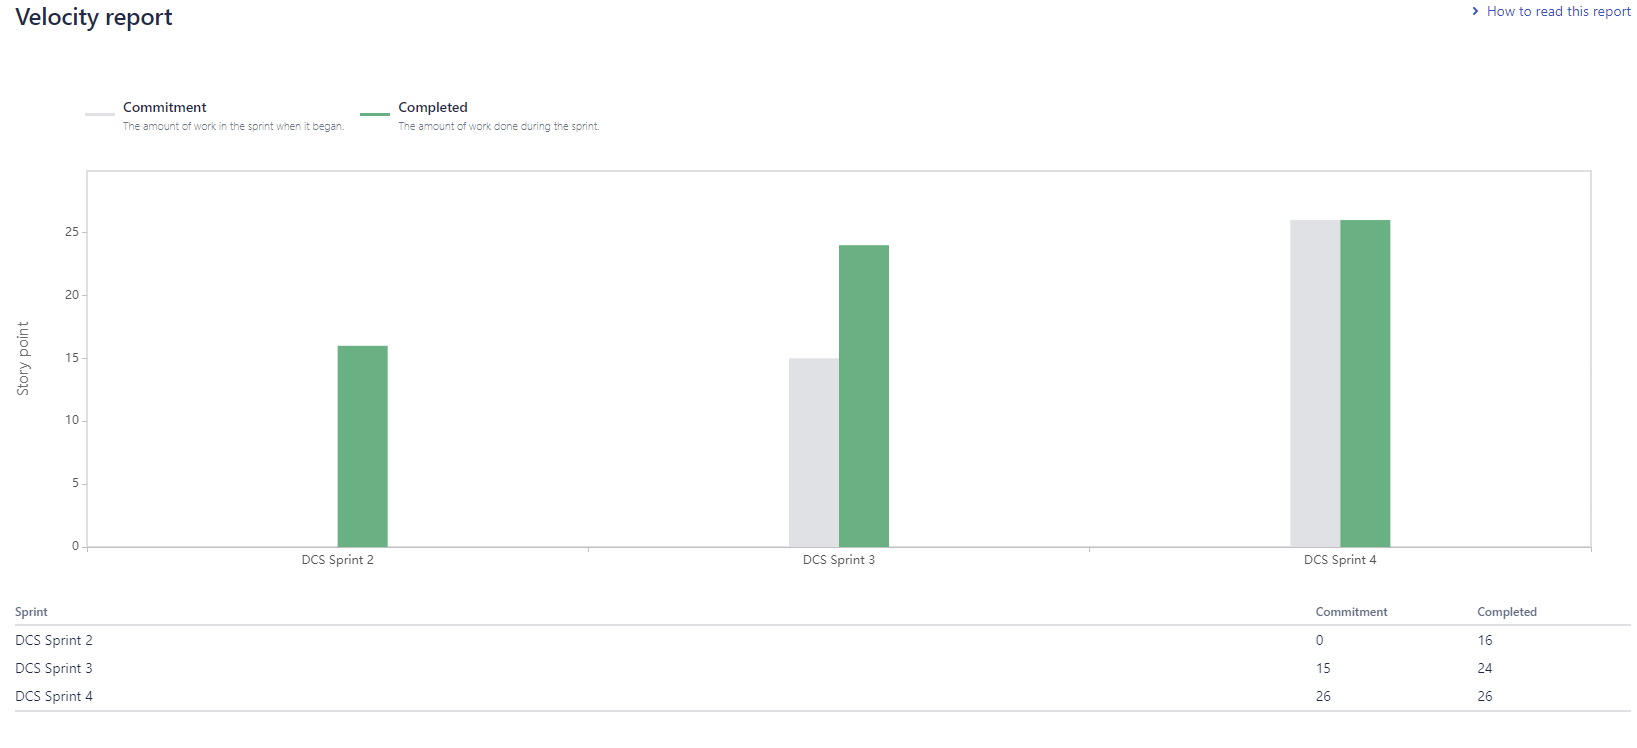 Velocity report
How to read this report
Commitment
The amount of work in the sprint when it began.
Completed
The amount of work done during the sprint.
25
20
15
10
5
0
Story point
DCS Sprint 2
DCS Sprint 3
DCS Sprint 4
Sprint Commitment Completed
DCS Sprint 2 0 16
DCS Sprint 3 15 24
DCS Sprint 4 26 26